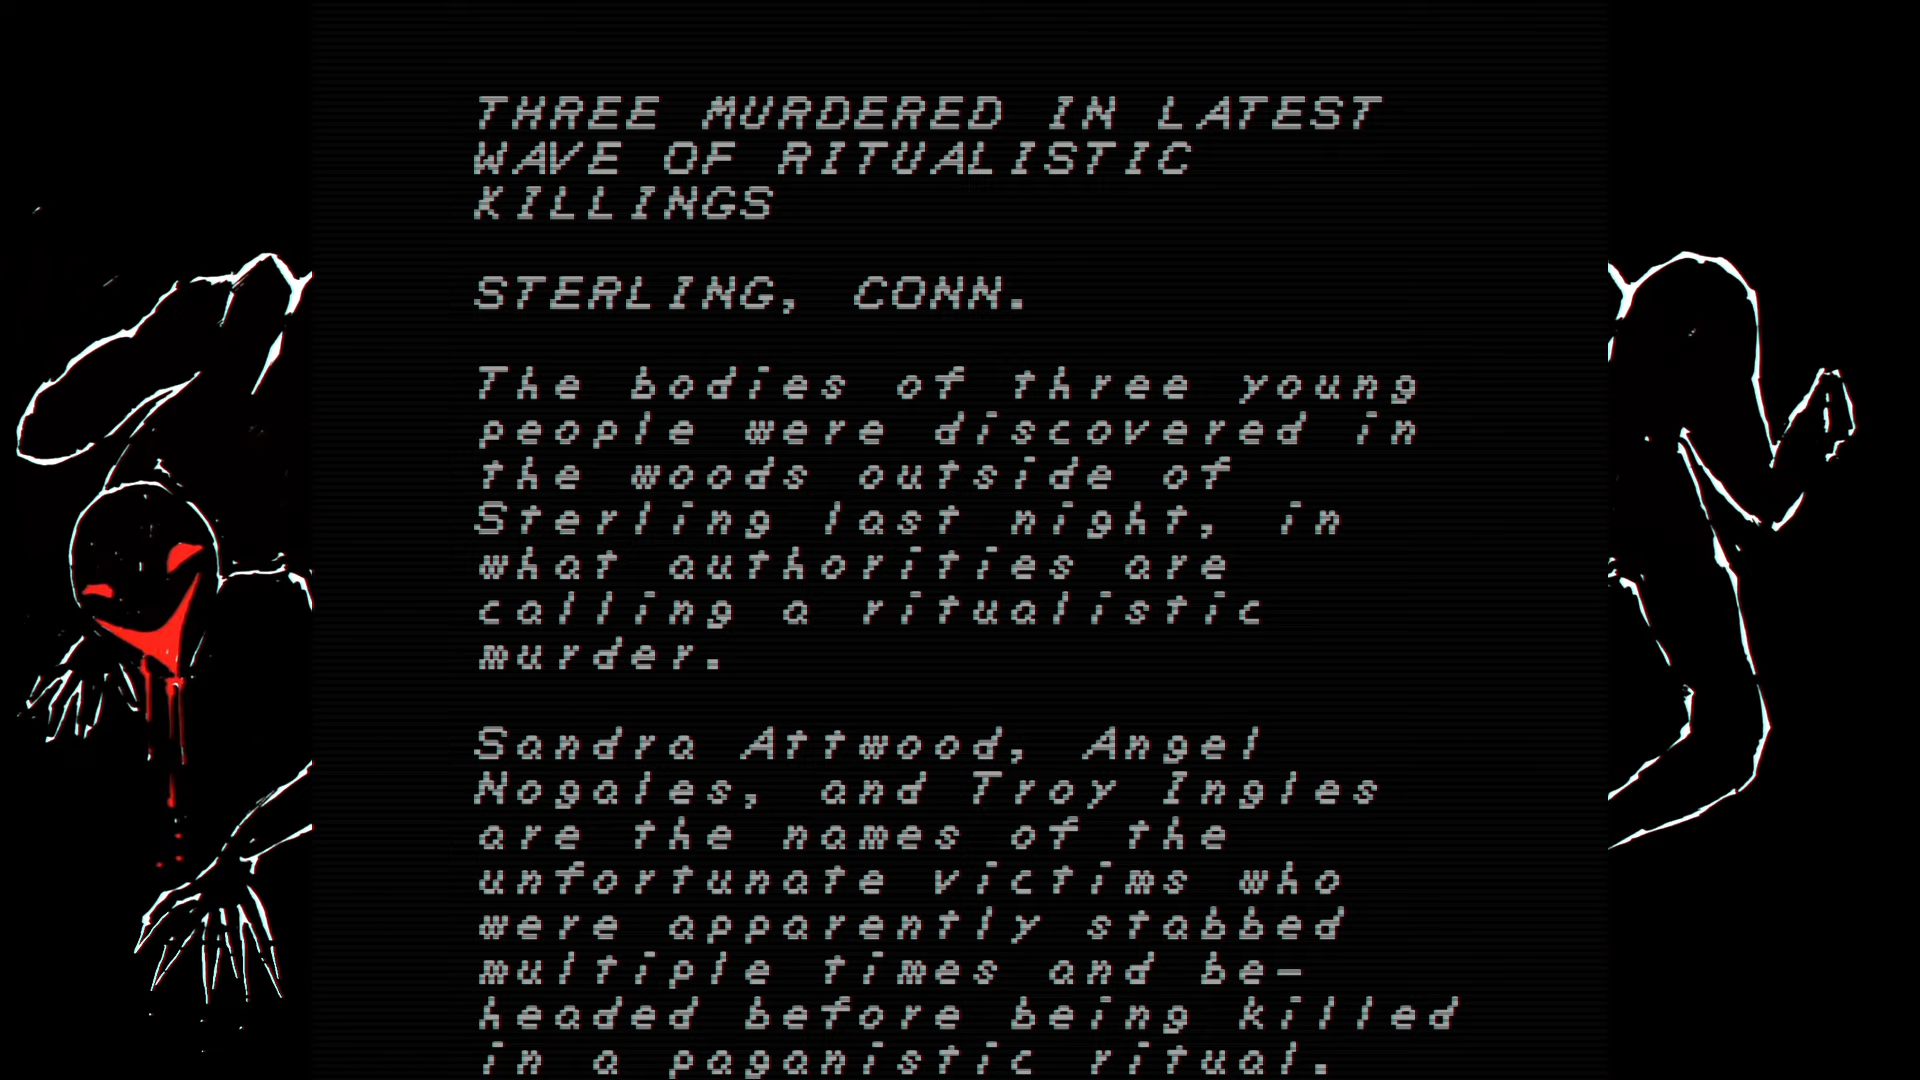 THREE MURDERED IN LATEST
WAVE OF RITUALISTIC
KILLINGS
STERLING, CONN.
The bodies of three young
people were discovered in
the woods outside of
Sterling last night, in
what authorities are
calling a ritualistic
murder.
Sandra Attwood, Angel
Nogales, and Troy Ingles
are the names of the
unfortunate victims who
were apparently stabbed
multiple times and be-
headed before being killed
in a paganistic ritual.